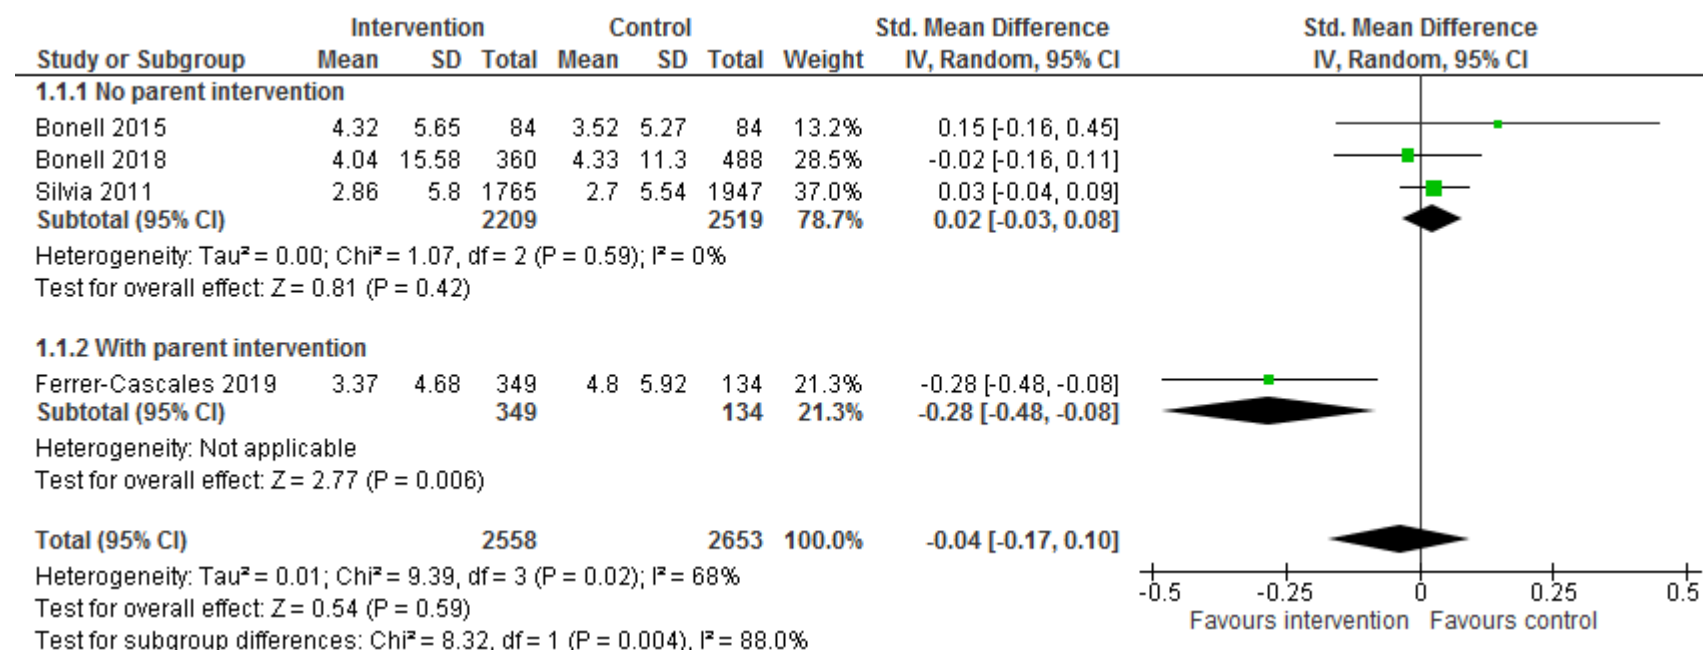 Intervention Control Std. Mean Difference Std. Mean Difference
Study or Subgroup Mean SD Total Mean SD Total Weight IV, Random, 95% CI IV, Random, 95% CI
1.1.1 No parent intervention
Bonell 2015 4.32 5.65 84 3.52 5.27 84 13.2% 0.15 [-0.16, 0.45]
Bonell 2018 4.04 15.58 360 4.33 11.3 488 28.5% -0.02 [-0.16, 0.11]
Silvia 2011 2.86 5.8 1765 2.7 5.54 1947 37.0% 0.03 [-0.04, 0.09]
Subtotal (95% CI) 2209 2519 78.7% 0.02 [-0.03, 0.08]
Heterogeneity: Tau² = 0.00; Chi² = 1.07, df = 2 (P = 0.59); I² = 0%
Test for overall effect: Z = 0.81 (P = 0.42)
1.1.2 With parent intervention
Ferrer-Cascales 2019 3.37 4.68 349 4.8 5.92 134 21.3% -0.28 [-0.48, -0.08]
Subtotal (95% CI) 349 134 21.3% -0.28 [-0.48, -0.08]
Heterogeneity: Not applicable
Test for overall effect: Z = 2.77 (P = 0.006)
Total (95% CI) 2558 2653 100.0% -0.04 [-0.17, 0.10]
Heterogeneity: Tau² = 0.01; Chi² = 9.39, df = 3 (P = 0.02); I² = 68%
Test for overall effect: Z = 0.54 (P = 0.59)
Test for subgroup differences: Chi² = 8.32, df = 1 (P = 0.004), I² = 88.0%
-0.5 -0.25 0 0.25 0.5
Favours intervention Favours control